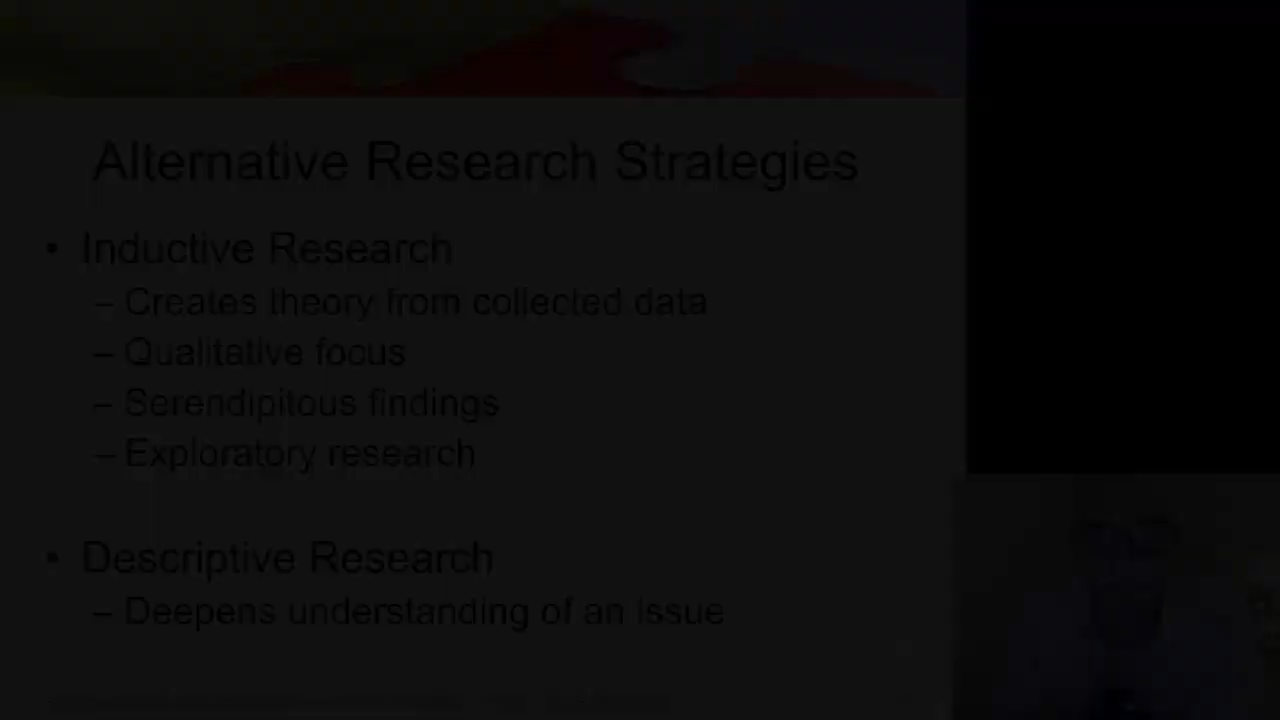 Alternative Research Strategies
• Inductive Research
– Creates theory from collected data
– Qualitative focus
– Serendipitous findings
– Exploratory research
• Descriptive Research
– Deepens understanding of an issue